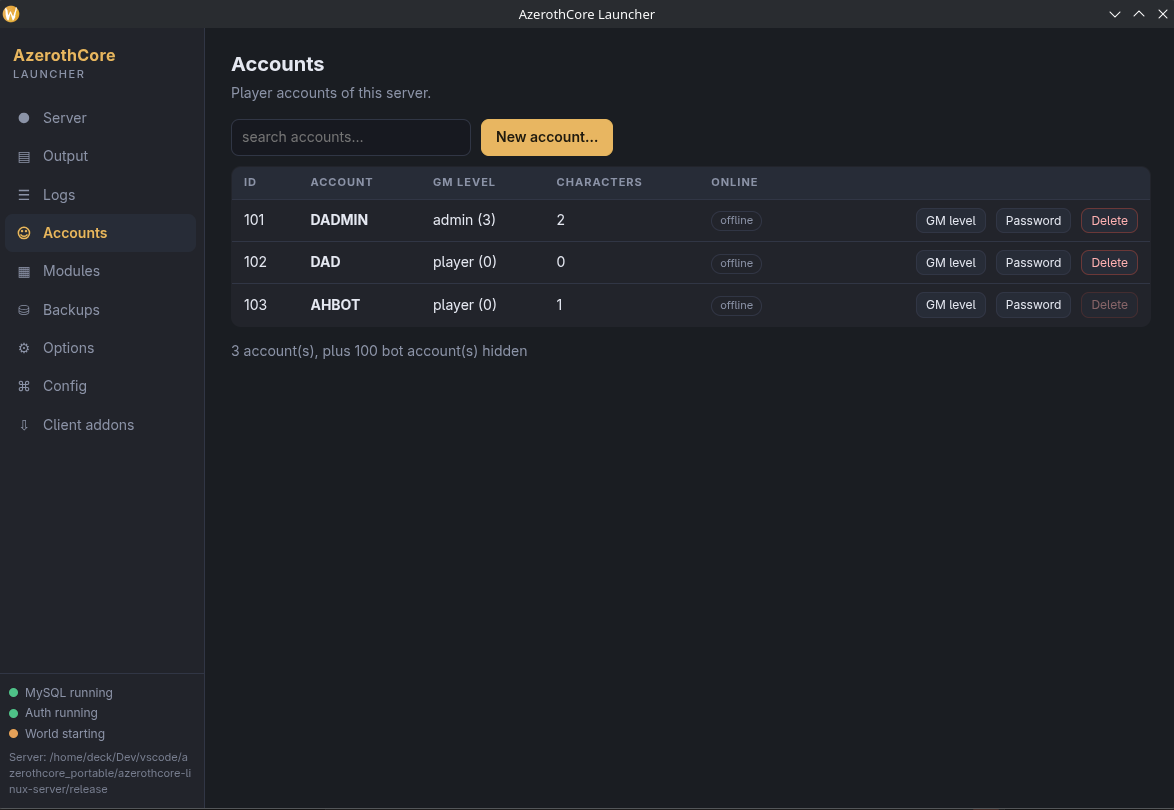 AzerothCore Launcher
AzerothCore
LAUNCHER
Server
Output
Logs
Accounts
Modules
Backups
Options
Config
Client addons
MySQL running
Auth running
World starting
Server: /home/deck/Dev/vscode/a
zerothcore_portable/azerothcore-li
nux-server/release
Accounts
Player accounts of this server.
search accounts... New account...
ID ACCOUNT GM LEVEL CHARACTERS ONLINE
101 DADMIN admin (3) 2 offline GM level Password Delete
102 DAD player (0) 0 offline GM level Password Delete
103 AHBOT player (0) 1 offline GM level Password Delete
3 account(s), plus 100 bot account(s) hidden